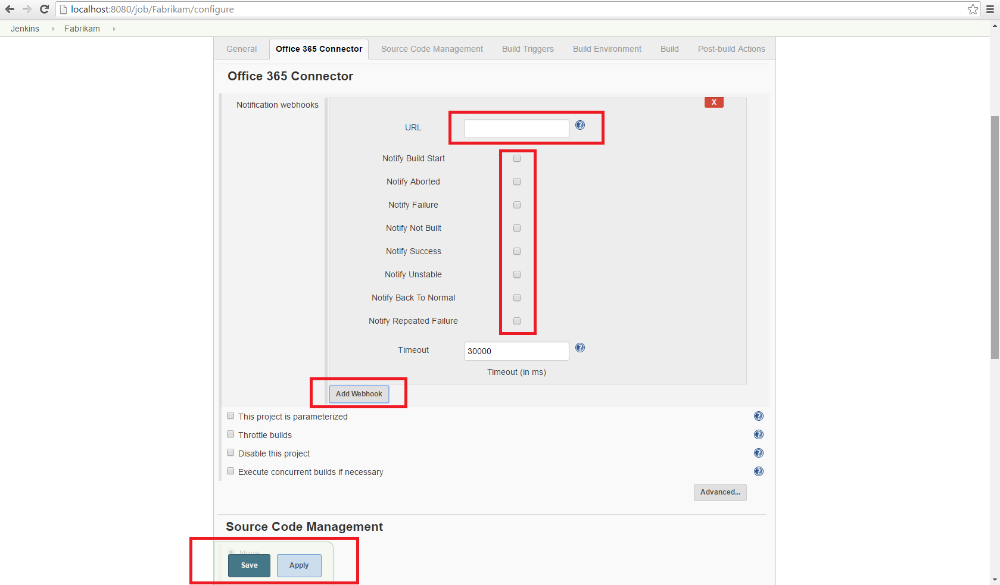 localhost:8080/job/Fabrikam/configure
Jenkins Fabrikam
General Office 365 Connector Source Code Management Build Triggers Build Environment Build Post-build Actions
Office 365 Connector
Notification webhooks
X
URL
?
Notify Build Start
Notify Aborted
Notify Failure
Notify Not Built
Notify Success
Notify Unstable
Notify Back To Normal
Notify Repeated Failure
Timeout 30000 ?
Timeout (in ms)
Add Webhook
This project is parameterized ?
Throttle builds ?
Disable this project ?
Execute concurrent builds if necessary ?
Advanced...
Source Code Management
None
Save Apply